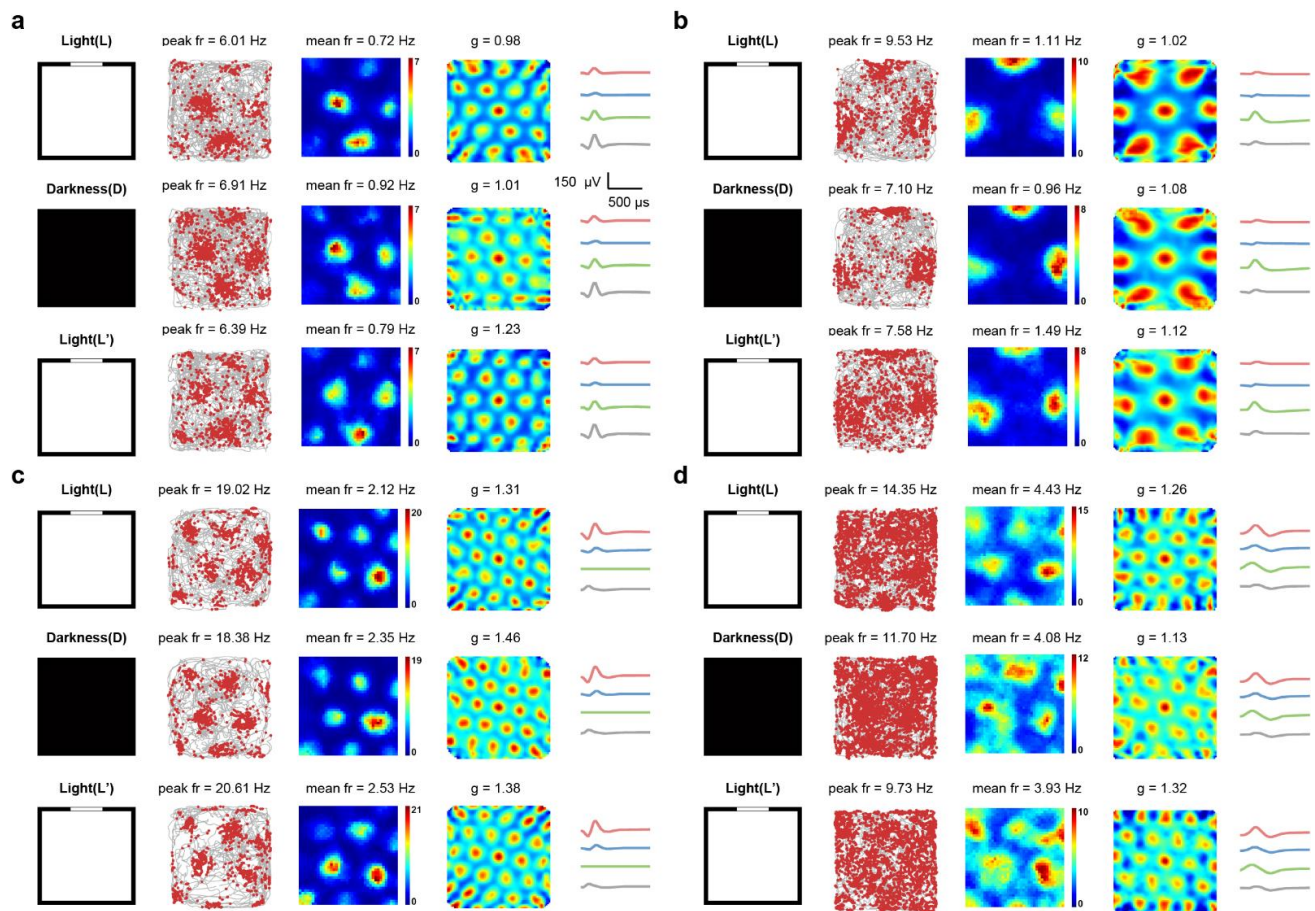 a
Light(L) peak fr = 6.01 Hz mean fr = 0.72 Hz g = 0.98
7
0
Darkness(D) peak fr = 6.91 Hz mean fr = 0.92 Hz g = 1.01
150 µV
500 µs
7
0
Light(L') peak fr = 6.39 Hz mean fr = 0.79 Hz g = 1.23
7
0
b
Light(L) peak fr = 9.53 Hz mean fr = 1.11 Hz g = 1.02
10
0
Darkness(D) peak fr = 7.10 Hz mean fr = 0.96 Hz g = 1.08
8
0
Light(L') peak fr = 7.58 Hz mean fr = 1.49 Hz g = 1.12
8
0
c
Light(L) peak fr = 19.02 Hz mean fr = 2.12 Hz g = 1.31
20
0
Darkness(D) peak fr = 18.38 Hz mean fr = 2.35 Hz g = 1.46
19
0
Light(L') peak fr = 20.61 Hz mean fr = 2.53 Hz g = 1.38
21
0
d
Light(L) peak fr = 14.35 Hz mean fr = 4.43 Hz g = 1.26
15
0
Darkness(D) peak fr = 11.70 Hz mean fr = 4.08 Hz g = 1.13
12
0
Light(L') peak fr = 9.73 Hz mean fr = 3.93 Hz g = 1.32
10
0